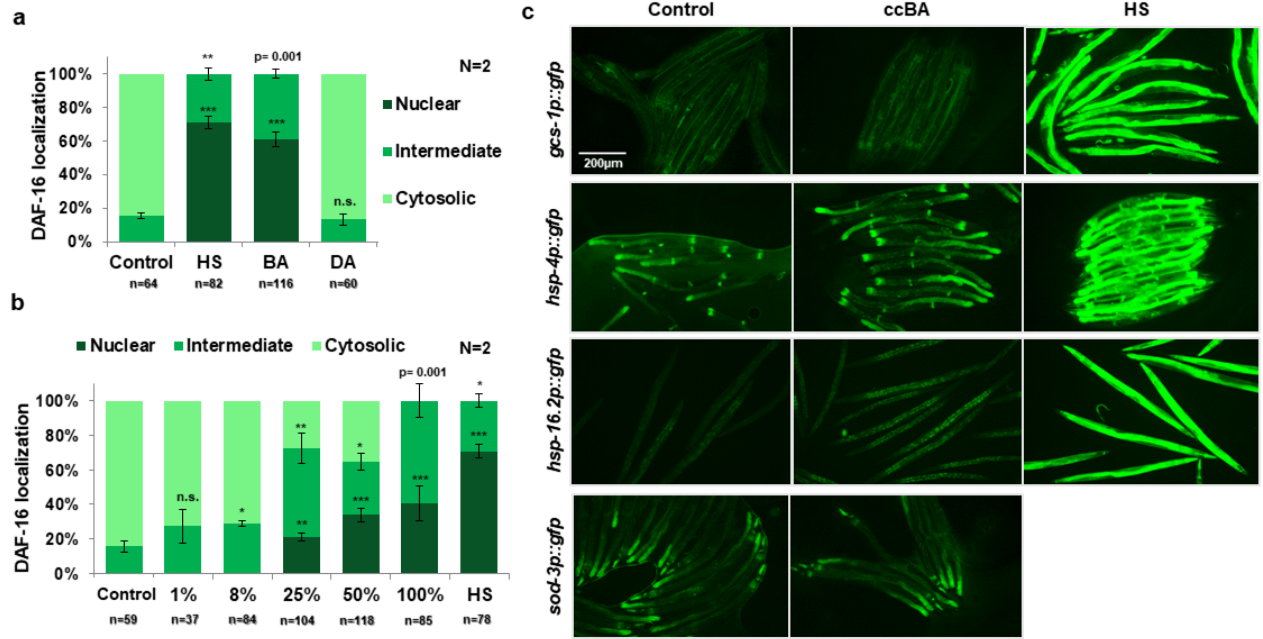 a
DAF-16 localization
100%
80%
60%
40%
20%
0%
** p= 0.001
*** ***
n.s.
N=2
Nuclear
Intermediate
Cytosolic
Control HS BA DA
n=64 n=82 n=116 n=60
b
Nuclear Intermediate Cytosolic N=2
DAF-16 localization
100%
80%
60%
40%
20%
0%
p= 0.001 *
n.s. * ** * *** ***
** ***
Control 1% 8% 25% 50% 100% HS
n=59 n=37 n=84 n=104 n=118 n=85 n=78
c
Control ccBA HS
gcs-1p::gfp
200µm
hsp-4p::gfp
hsp-16.2p::gfp
sod-3p::gfp